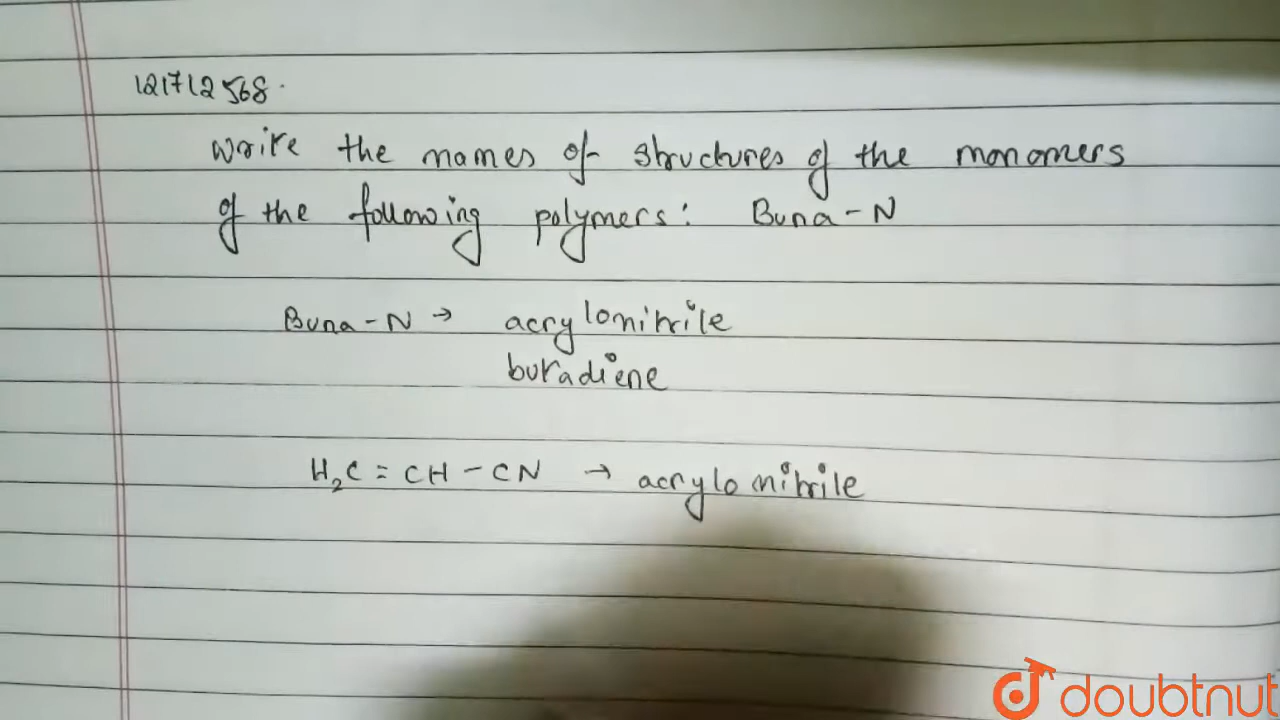 121712568.
write the names of structures of the monomers
of the following polymers: Buna-N
Buna-N → acrylonitrile
butadiene
H₂C = CH - CN → acrylonitrile
doubtnut